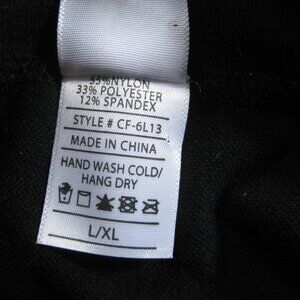 55% NYLON
33% POLYESTER
12% SPANDEX
STYLE # CF-6L13
MADE IN CHINA
HAND WASH COLD/
HANG DRY
L/XL